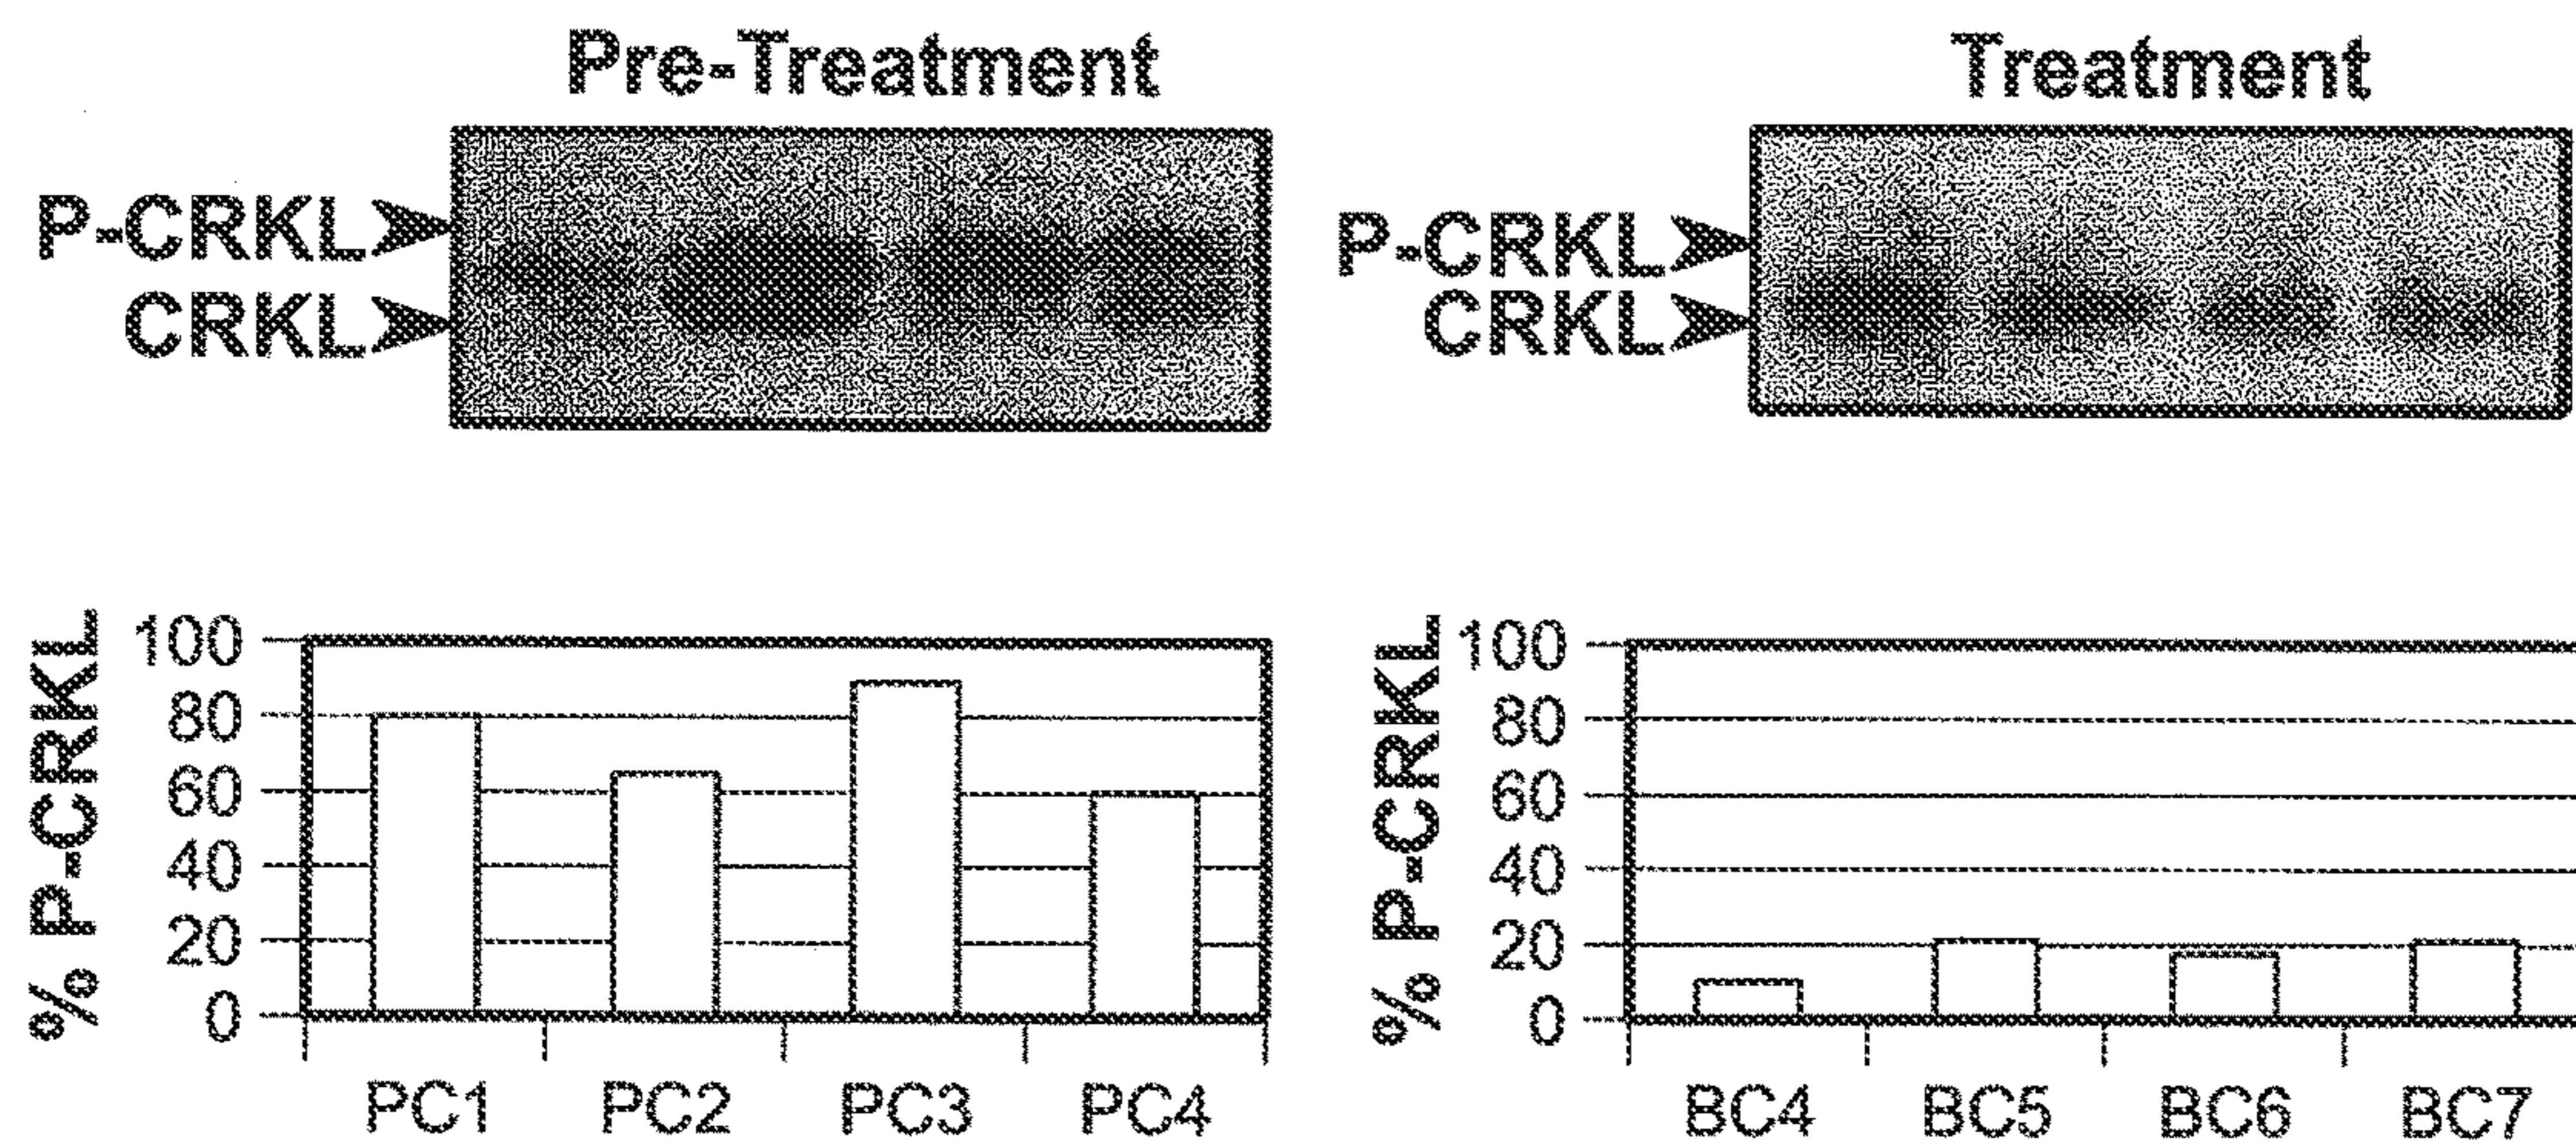 Pre-Treatment
P-CRKL
CRKL
Treatment
P-CRKL
CRKL
% P-CRKL
100
80
60
40
20
0
PC1 PC2 PC3 PC4
% P-CRKL
100
80
60
40
20
0
BC4 BC5 BC6 BC7